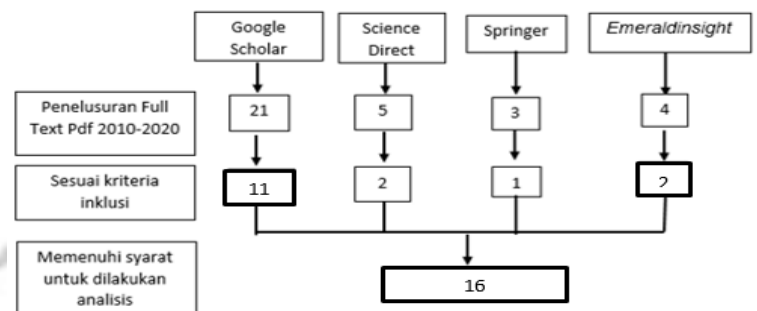 Google
Scholar
Science
Direct
Springer
Emeraldinsight
Penelusuran Full
Text Pdf 2010-2020
21
5
3
4
Sesuai kriteria
inklusi
11
2
1
2
Memenuhi syarat
untuk dilakukan
analisis
16